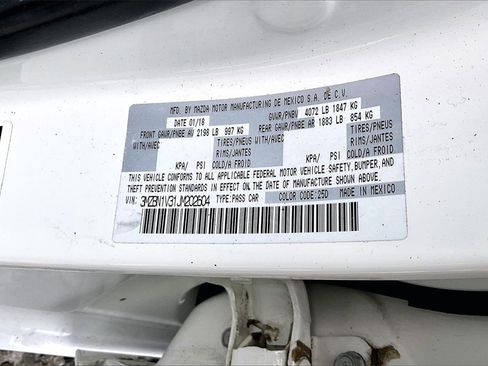 MFD. BY MAZDA MOTOR MANUFACTURING DE MEXICO S.A. DE C.V.
DATE 01/18 GVWR/PNBV 4072 LB 1847 KG
FRONT GAWR/PNBE AV 2198 LB 997 KG REAR GAWR/PNBE AR 1883 LB 854 KG
WITH/AVEC TIRES/PNEUS WITH/AVEC TIRES/PNEUS
RIMS/JANTES RIMS/JANTES
KPA/ PSI COLD/A FROID KPA/ PSI COLD/A FROID
THIS VEHICLE CONFORMS TO ALL APPLICABLE FEDERAL MOTOR VEHICLE SAFETY, BUMPER, AND
THEFT PREVENTION STANDARDS IN EFFECT ON THE DATE OF MANUFACTURE SHOWN ABOVE.
VIN: 3MZBN1V31JM202504 TYPE:PASS CAR COLOR CODE:25D MADE IN MEXICO